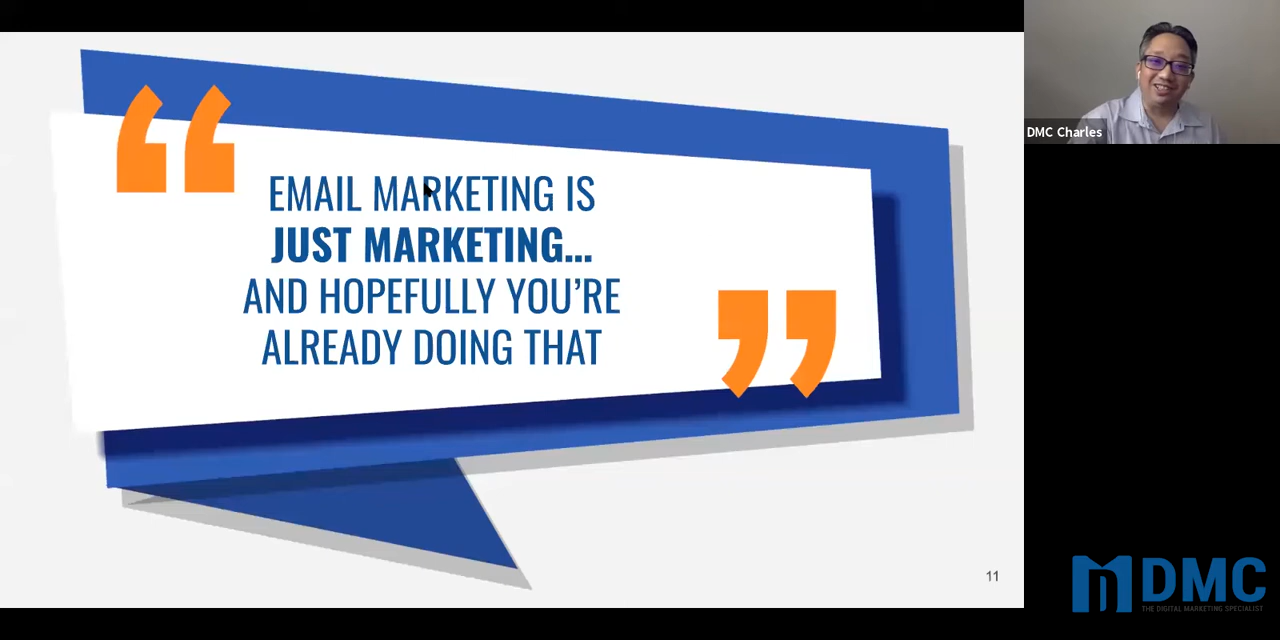 EMAIL MARKETING IS
JUST MARKETING...
AND HOPEFULLY YOU’RE
ALREADY DOING THAT
11
DMC Charles
DMC
THE DIGITAL MARKETING SPECIALIST